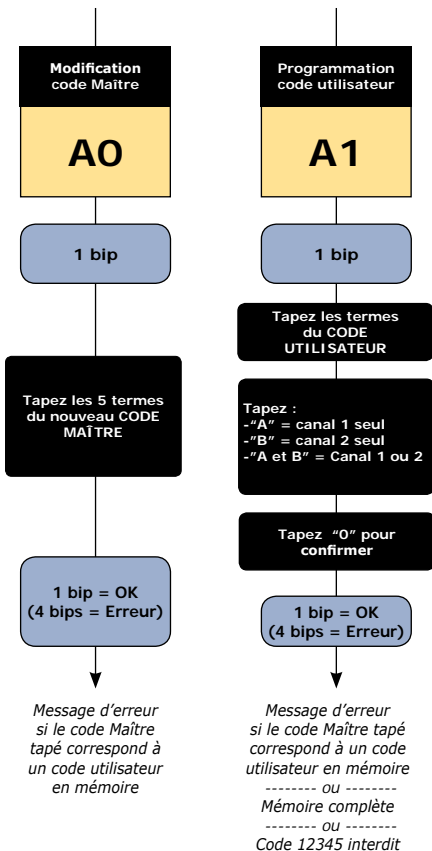 Modification
code Maître
A0
1 bip
Tapez les 5 termes
du nouveau CODE
MAÎTRE
1 bip = OK
(4 bips = Erreur)
Message d’erreur
si le code Maître
tapé correspond à
un code utilisateur
en mémoire
Programmation
code utilisateur
A1
1 bip
Tapez les termes
du CODE
UTILISATEUR
Tapez :
-“A” = canal 1 seul
-”B” = canal 2 seul
-”A et B” = Canal 1 ou 2
Tapez “0” pour
confirmer
1 bip = OK
(4 bips = Erreur)
Message d’erreur
si le code Maître tapé
correspond à un code
utilisateur en mémoire
-------- ou --------
Mémoire complète
-------- ou --------
Code 12345 interdit